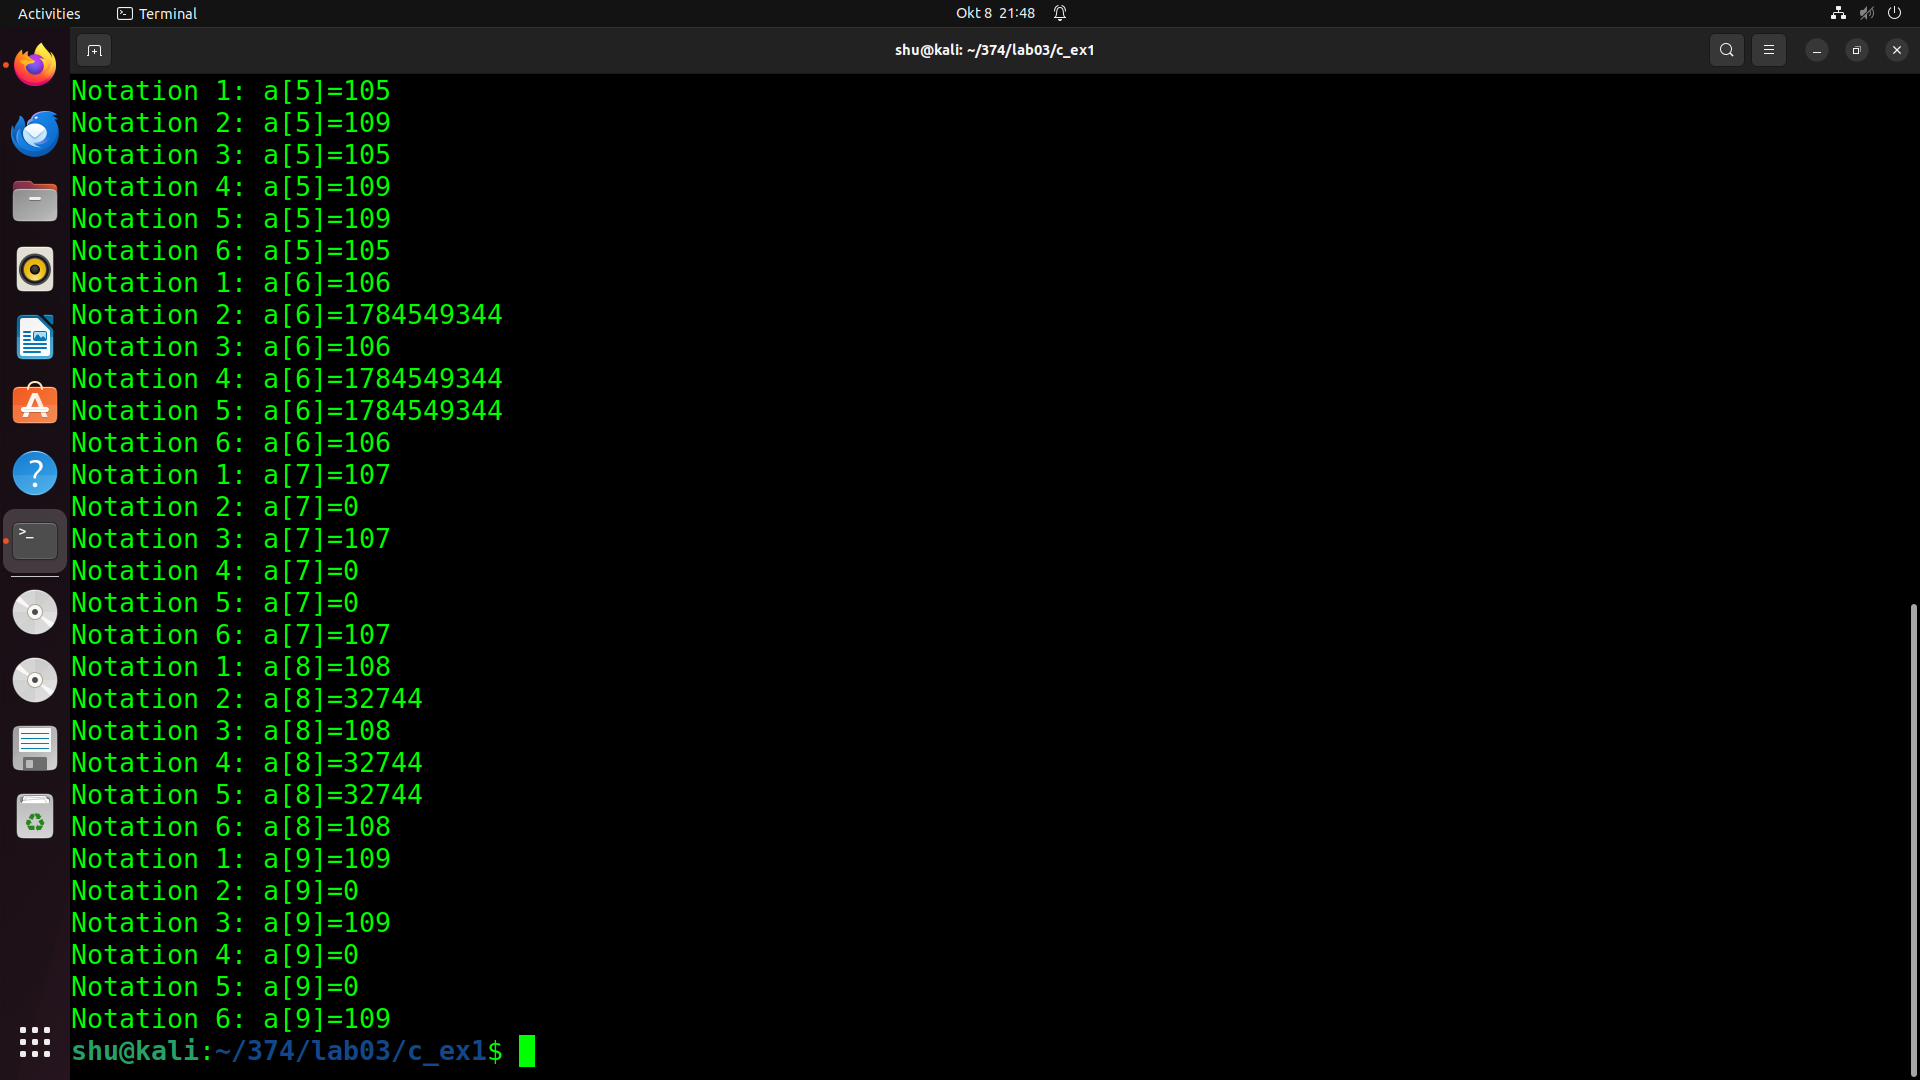 Activities Terminal Okt 8 21:48
shu@kali: ~/374/lab03/c_ex1
Notation 1: a[5]=105
Notation 2: a[5]=109
Notation 3: a[5]=105
Notation 4: a[5]=109
Notation 5: a[5]=109
Notation 6: a[5]=105
Notation 1: a[6]=106
Notation 2: a[6]=1784549344
Notation 3: a[6]=106
Notation 4: a[6]=1784549344
Notation 5: a[6]=1784549344
Notation 6: a[6]=106
Notation 1: a[7]=107
Notation 2: a[7]=0
Notation 3: a[7]=107
Notation 4: a[7]=0
Notation 5: a[7]=0
Notation 6: a[7]=107
Notation 1: a[8]=108
Notation 2: a[8]=32744
Notation 3: a[8]=108
Notation 4: a[8]=32744
Notation 5: a[8]=32744
Notation 6: a[8]=108
Notation 1: a[9]=109
Notation 2: a[9]=0
Notation 3: a[9]=109
Notation 4: a[9]=0
Notation 5: a[9]=0
Notation 6: a[9]=109
shu@kali:~/374/lab03/c_ex1$